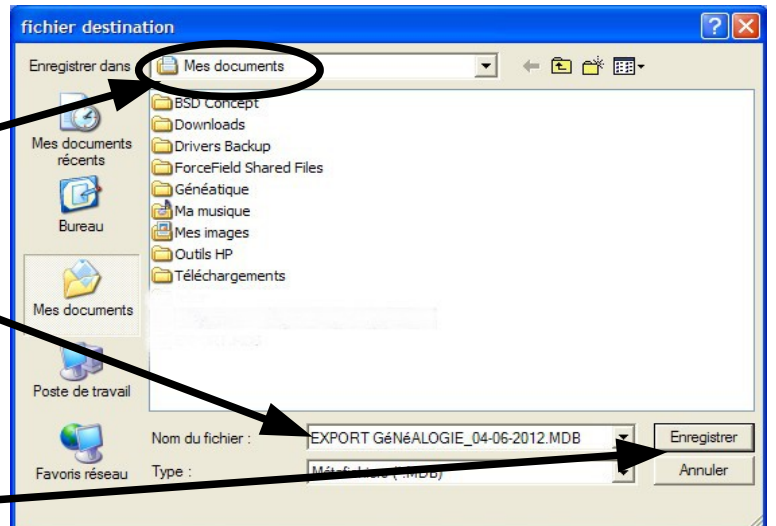 fichier destination
Enregistrer dans
Mes documents
BSD Concept
Downloads
Drivers Backup
ForceField Shared Files
Généatique
Ma musique
Mes images
Outils HP
Téléchargements
Mes documents
récents
Bureau
Mes documents
Poste de travail
Favoris réseau
Nom du fichier :
EXPORT GéNéALOGIE_04-06-2012.MDB
Enregistrer
Type :
(*.MDB)
Annuler